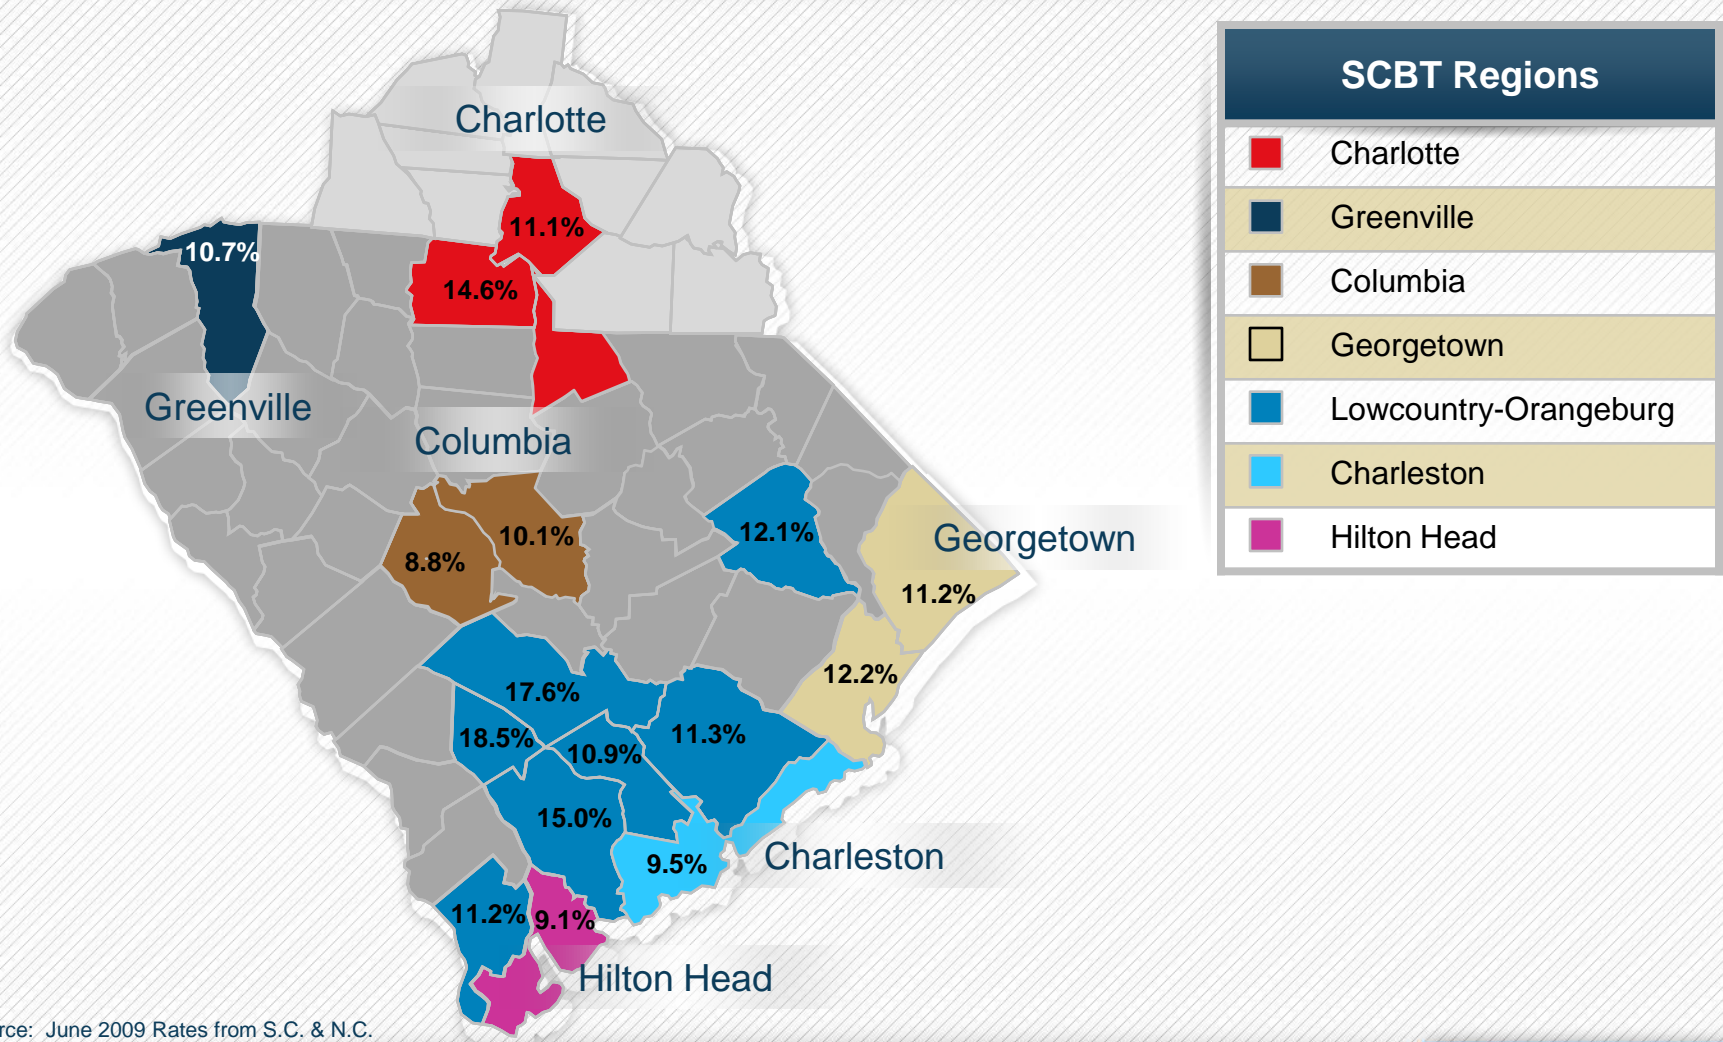 SCBT Regions
Charlotte
Greenville
Columbia
Georgetown
Lowcountry-Orangeburg
Charleston
Hilton Head
Charlotte
11.1%
10.7%
14.6%
Greenville
Columbia
12.1%
10.1%
Georgetown
8.8%
11.2%
12.2%
17.6%
11.3%
18.5%
10.9%
15.0%
Charleston
9.5%
11.2%
9.1%
Hilton Head
rce: June 2009 Rates from S.C. & N.C.